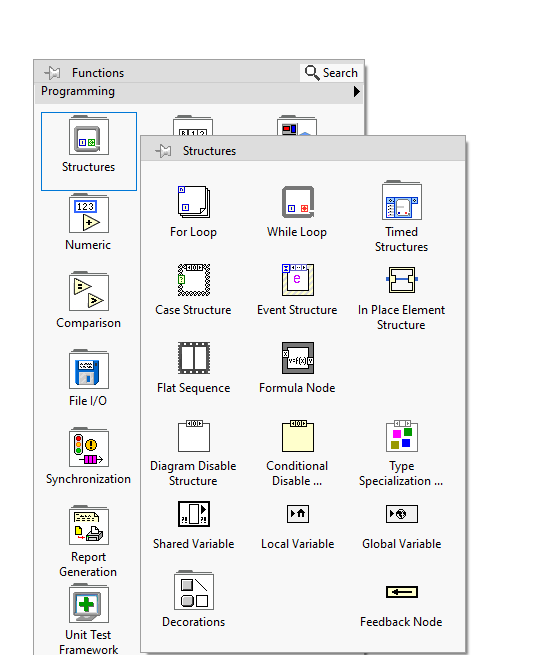 Functions
Search
Programming
Structures
Numeric
Comparison
File I/O
Synchronization
Report
Generation
Unit Test
Framework
Structures
For Loop
While Loop
Timed
Structures
Case Structure
Event Structure
In Place Element
Structure
Flat Sequence
Formula Node
Diagram Disable
Structure
Conditional
Disable ...
Type
Specialization ...
Shared Variable
Local Variable
Global Variable
Decorations
Feedback Node
123